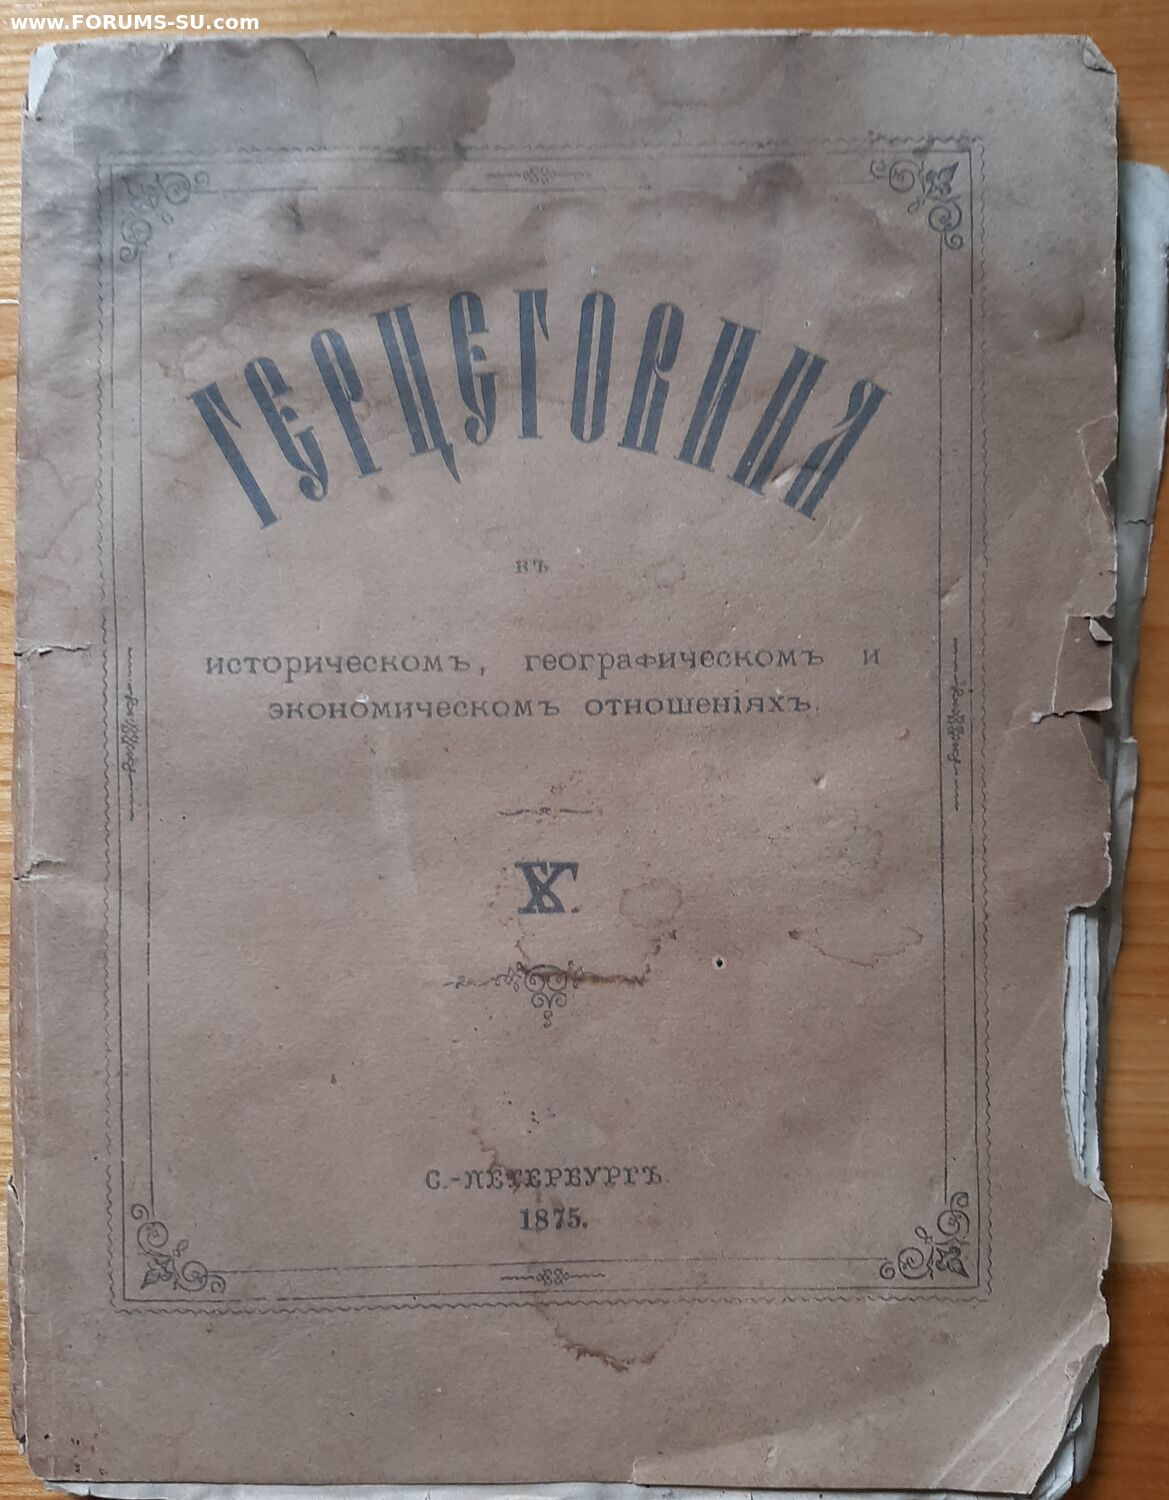 www.FORUMS-SU.com
ГЕРЦЕГОВИНА
въ
историческомъ, географическомъ и
экономическомъ отношеніяхъ.
С.-ПЕТЕРБУРГЪ.
1875.